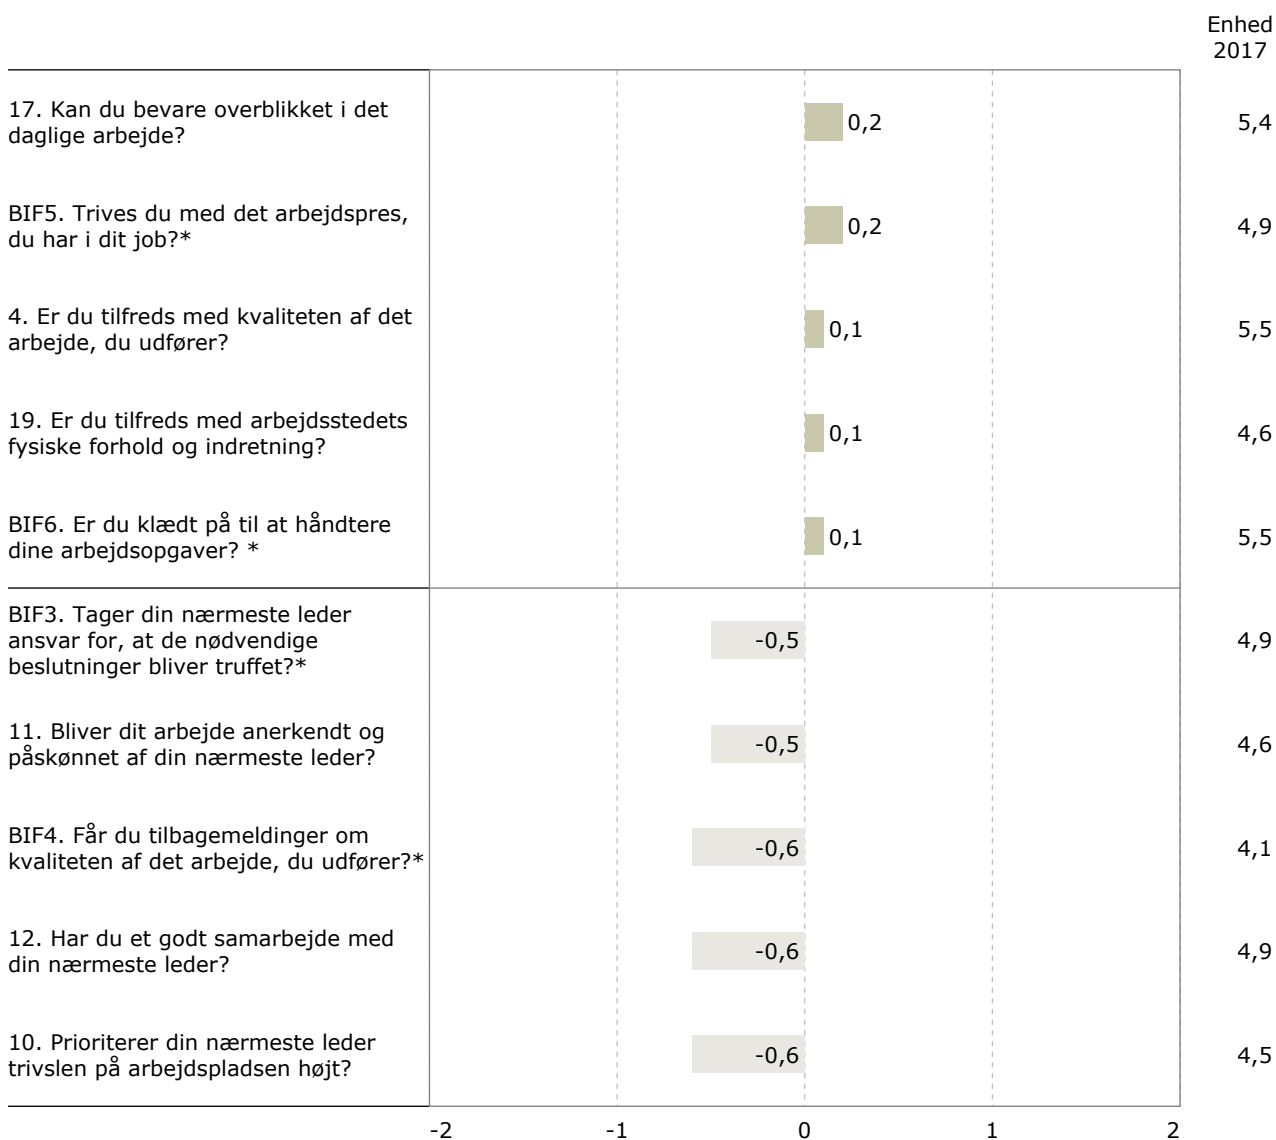 Enhed
2017
17. Kan du bevare overblikket i det
daglige arbejde?
0,2
5,4
BIF5. Trives du med det arbejdspres,
du har i dit job?*
0,2
4,9
4. Er du tilfreds med kvaliteten af det
arbejde, du udfører?
0,1
5,5
19. Er du tilfreds med arbejdsstedets
fysiske forhold og indretning?
0,1
4,6
BIF6. Er du klædt på til at håndtere
dine arbejdsopgaver? *
0,1
5,5
BIF3. Tager din nærmeste leder
ansvar for, at de nødvendige
beslutninger bliver truffet?*
-0,5
4,9
11. Bliver dit arbejde anerkendt og
påskønnet af din nærmeste leder?
-0,5
4,6
BIF4. Får du tilbagemeldinger om
kvaliteten af det arbejde, du udfører?*
-0,6
4,1
12. Har du et godt samarbejde med
din nærmeste leder?
-0,6
4,9
10. Prioriterer din nærmeste leder
trivslen på arbejdspladsen højt?
-0,6
4,5
-2 -1 0 1 2